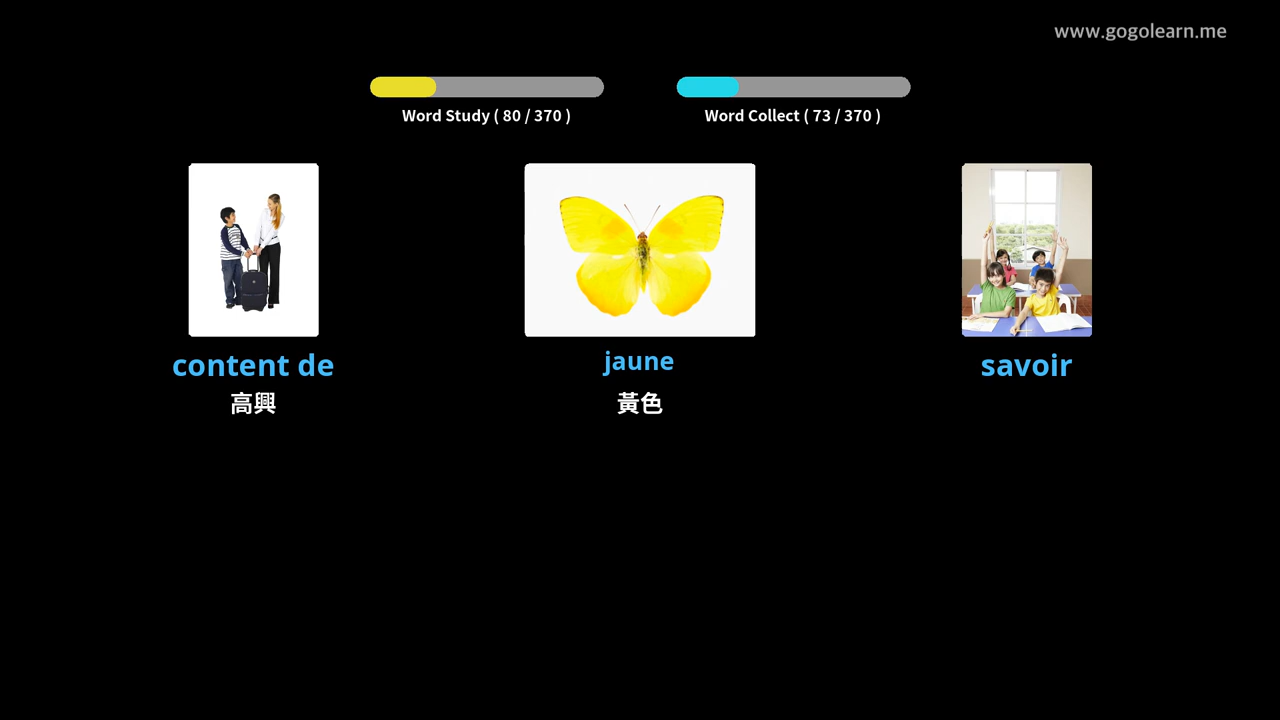 www.gogolearn.me
Word Study ( 80 / 370 )
Word Collect ( 73 / 370 )
content de
高興
jaune
黃色
savoir